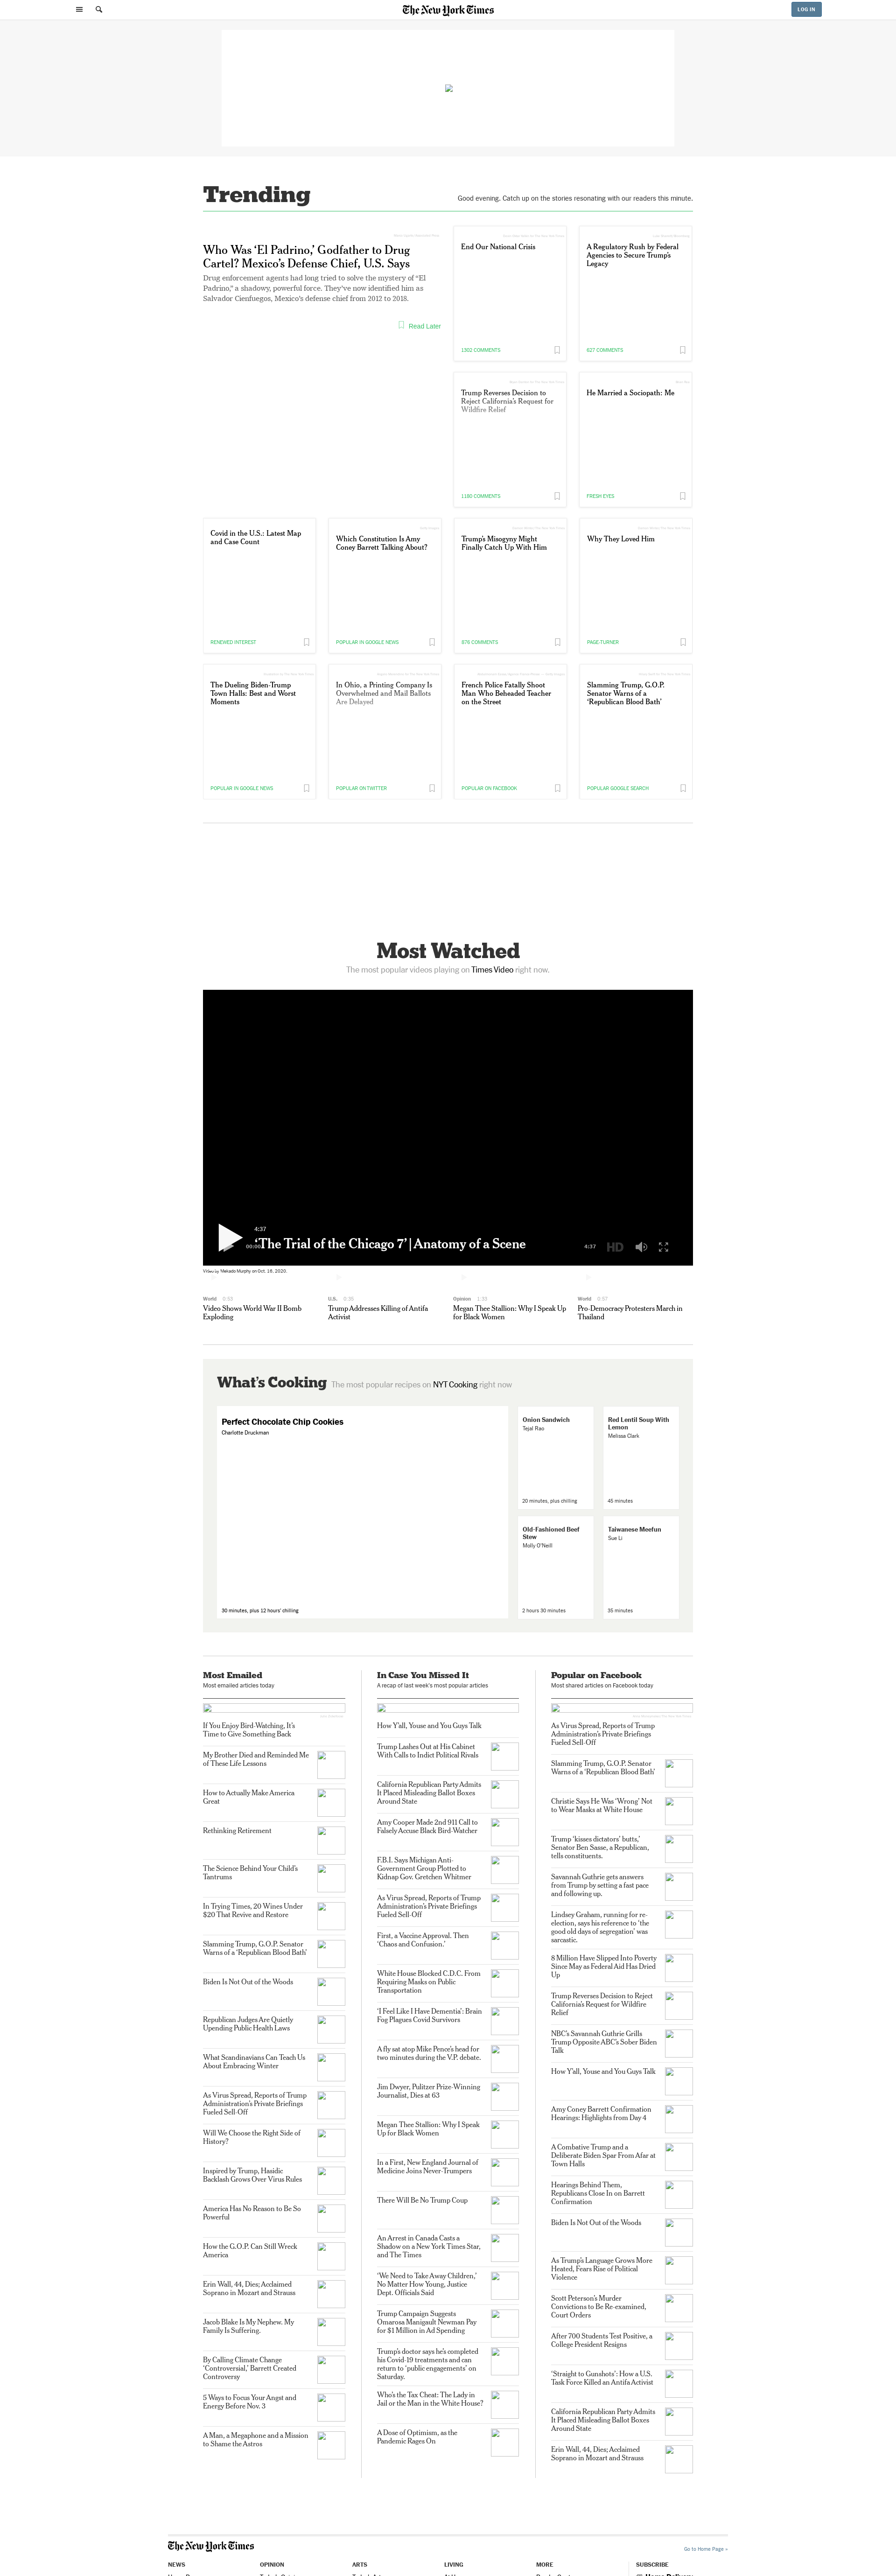 The New York Times
LOG IN
Trending
Good evening. Catch up on the stories resonating with our readers this minute.
Who Was ‘El Padrino,’ Godfather to Drug
Cartel? Mexico’s Defense Chief, U.S. Says
Drug enforcement agents had long tried to solve the mystery of “El
Padrino,” a shadowy, powerful force. They’ve now identified him as
Salvador Cienfuegos, Mexico’s defense chief from 2012 to 2018.
Read Later
End Our National Crisis
1302 COMMENTS
A Regulatory Rush by Federal
Agencies to Secure Trump’s
Legacy
627 COMMENTS
Trump Reverses Decision to
Reject California’s Request for
Wildfire Relief
1180 COMMENTS
He Married a Sociopath: Me
FRESH EYES
Covid in the U.S.: Latest Map
and Case Count
RENEWED INTEREST
Which Constitution Is Amy
Coney Barrett Talking About?
POPULAR IN GOOGLE NEWS
Trump’s Misogyny Might
Finally Catch Up With Him
876 COMMENTS
Why They Loved Him
PAGE-TURNER
The Dueling Biden-Trump
Town Halls: Best and Worst
Moments
POPULAR IN GOOGLE NEWS
In Ohio, a Printing Company Is
Overwhelmed and Mail Ballots
Are Delayed
POPULAR ON TWITTER
French Police Fatally Shoot
Man Who Beheaded Teacher
on the Street
POPULAR ON FACEBOOK
Slamming Trump, G.O.P.
Senator Warns of a
‘Republican Blood Bath’
POPULAR GOOGLE SEARCH
Most Watched
The most popular videos playing on Times Video right now.
4:37
‘The Trial of the Chicago 7’ | Anatomy of a Scene
4:37
HD
Mekado Murphy on Oct. 16, 2020.
World 0:33
Video Shows World War II Bomb
Exploding
U.S. 0:35
Trump Addresses Killing of Antifa
Activist
Opinion 1:33
Megan Thee Stallion: Why I Speak Up
for Black Women
World 0:37
Pro-Democracy Protesters March in
Thailand
What’s Cooking The most popular recipes on NYT Cooking right now
Perfect Chocolate Chip Cookies
Charlotte Druckman
30 minutes, plus 12 hours’ chilling
Onion Sandwich
Tejal Rao
20 minutes, plus chilling
Red Lentil Soup With
Lemon
Melissa Clark
45 minutes
Old-Fashioned Beef
Stew
Molly O’Neill
2 hours 30 minutes
Taiwanese Meefun
Sue Li
35 minutes
Most Emailed
Most emailed articles today
If You Enjoy Bird-Watching, It’s
Time to Give Something Back
My Brother Died and Reminded Me
of These Life Lessons
How to Actually Make America
Great
Rethinking Retirement
The Science Behind Your Child’s
Tantrums
In Trying Times, 20 Wines Under
$20 That Revive and Restore
Slamming Trump, G.O.P. Senator
Warns of a ‘Republican Blood Bath’
Biden Is Not Out of the Woods
Republican Judges Are Quietly
Upending Public Health Laws
What Scandinavians Can Teach Us
About Embracing Winter
As Virus Spread, Reports of Trump
Administration’s Private Briefings
Fueled Sell-Off
Will We Choose the Right Side of
History?
Inspired by Trump, Hasidic
Backlash Grows Over Virus Rules
America Has No Reason to Be So
Powerful
How the G.O.P. Can Still Wreck
America
Erin Wall, 44, Dies; Acclaimed
Soprano in Mozart and Strauss
Jacob Blake Is My Nephew. My
Family Is Suffering.
By Calling Climate Change
‘Controversial,’ Barrett Created
Controversy
5 Ways to Focus Your Angst and
Energy Before Nov. 3
A Man, a Megaphone and a Mission
to Shame the Astros
In Case You Missed It
A recap of last week’s most popular articles
How Y’all, Youse and You Guys Talk
Trump Lashes Out at His Cabinet
With Calls to Indict Political Rivals
California Republican Party Admits
It Placed Misleading Ballot Boxes
Around State
Amy Cooper Made 2nd 911 Call to
Falsely Accuse Black Bird-Watcher
F.B.I. Says Michigan Anti-
Government Group Plotted to
Kidnap Gov. Gretchen Whitmer
As Virus Spread, Reports of Trump
Administration’s Private Briefings
Fueled Sell-Off
First, a Vaccine Approval. Then
‘Chaos and Confusion.’
White House Blocked C.D.C. From
Requiring Masks on Public
Transportation
‘I Feel Like I Have Dementia’: Brain
Fog Plagues Covid Survivors
A fly sat atop Mike Pence’s head for
two minutes during the V.P. debate.
Jim Dwyer, Pulitzer Prize-Winning
Journalist, Dies at 63
Megan Thee Stallion: Why I Speak
Up for Black Women
In a First, New England Journal of
Medicine Joins Never-Trumpers
There Will Be No Trump Coup
An Arrest in Canada Casts a
Shadow on a New York Times Star,
and The Times
‘We Need to Take Away Children,’
No Matter How Young, Justice
Dept. Officials Said
Trump Campaign Suggests
Omarosa Manigault Newman Pay
for $1 Million in Ad Spending
Trump’s doctor says he’s completed
his Covid-19 treatments and can
return to ‘public engagements’ on
Saturday.
Who’s the Tax Cheat: The Lady in
Jail or the Man in the White House?
A Dose of Optimism, as the
Pandemic Rages On
Popular on Facebook
Most shared articles on Facebook today
As Virus Spread, Reports of Trump
Administration’s Private Briefings
Fueled Sell-Off
Slamming Trump, G.O.P. Senator
Warns of a ‘Republican Blood Bath’
Christie Says He Was ‘Wrong’ Not
to Wear Masks at White House
Trump ‘kisses dictators’ butts,’
Senator Ben Sasse, a Republican,
tells constituents.
Savannah Guthrie gets answers
from Trump by setting a fast pace
and following up.
Lindsey Graham, running for re-
election, says his reference to ‘the
good old days of segregation’ was
sarcastic.
8 Million Have Slipped Into Poverty
Since May as Federal Aid Has Dried
Up
Trump Reverses Decision to Reject
California’s Request for Wildfire
Relief
NBC’s Savannah Guthrie Grills
Trump Opposite ABC’s Sober Biden
Talk
How Y’all, Youse and You Guys Talk
Amy Coney Barrett Confirmation
Hearings: Highlights from Day 4
A Combative Trump and a
Deliberate Biden Spar From Afar at
Town Halls
Hearings Behind Them,
Republicans Close In on Barrett
Confirmation
Biden Is Not Out of the Woods
As Trump’s Language Grows More
Heated, Fears Rise of Political
Violence
Scott Peterson’s Murder
Convictions to Be Re-examined,
Court Orders
After 700 Students Test Positive, a
College President Resigns
‘Straight to Gunshots’: How a U.S.
Task Force Killed an Antifa Activist
California Republican Party Admits
It Placed Misleading Ballot Boxes
Around State
Erin Wall, 44, Dies; Acclaimed
Soprano in Mozart and Strauss
The New York Times
Go to Home Page »
NEWS
OPINION
ARTS
LIVING
MORE
SUBSCRIBE